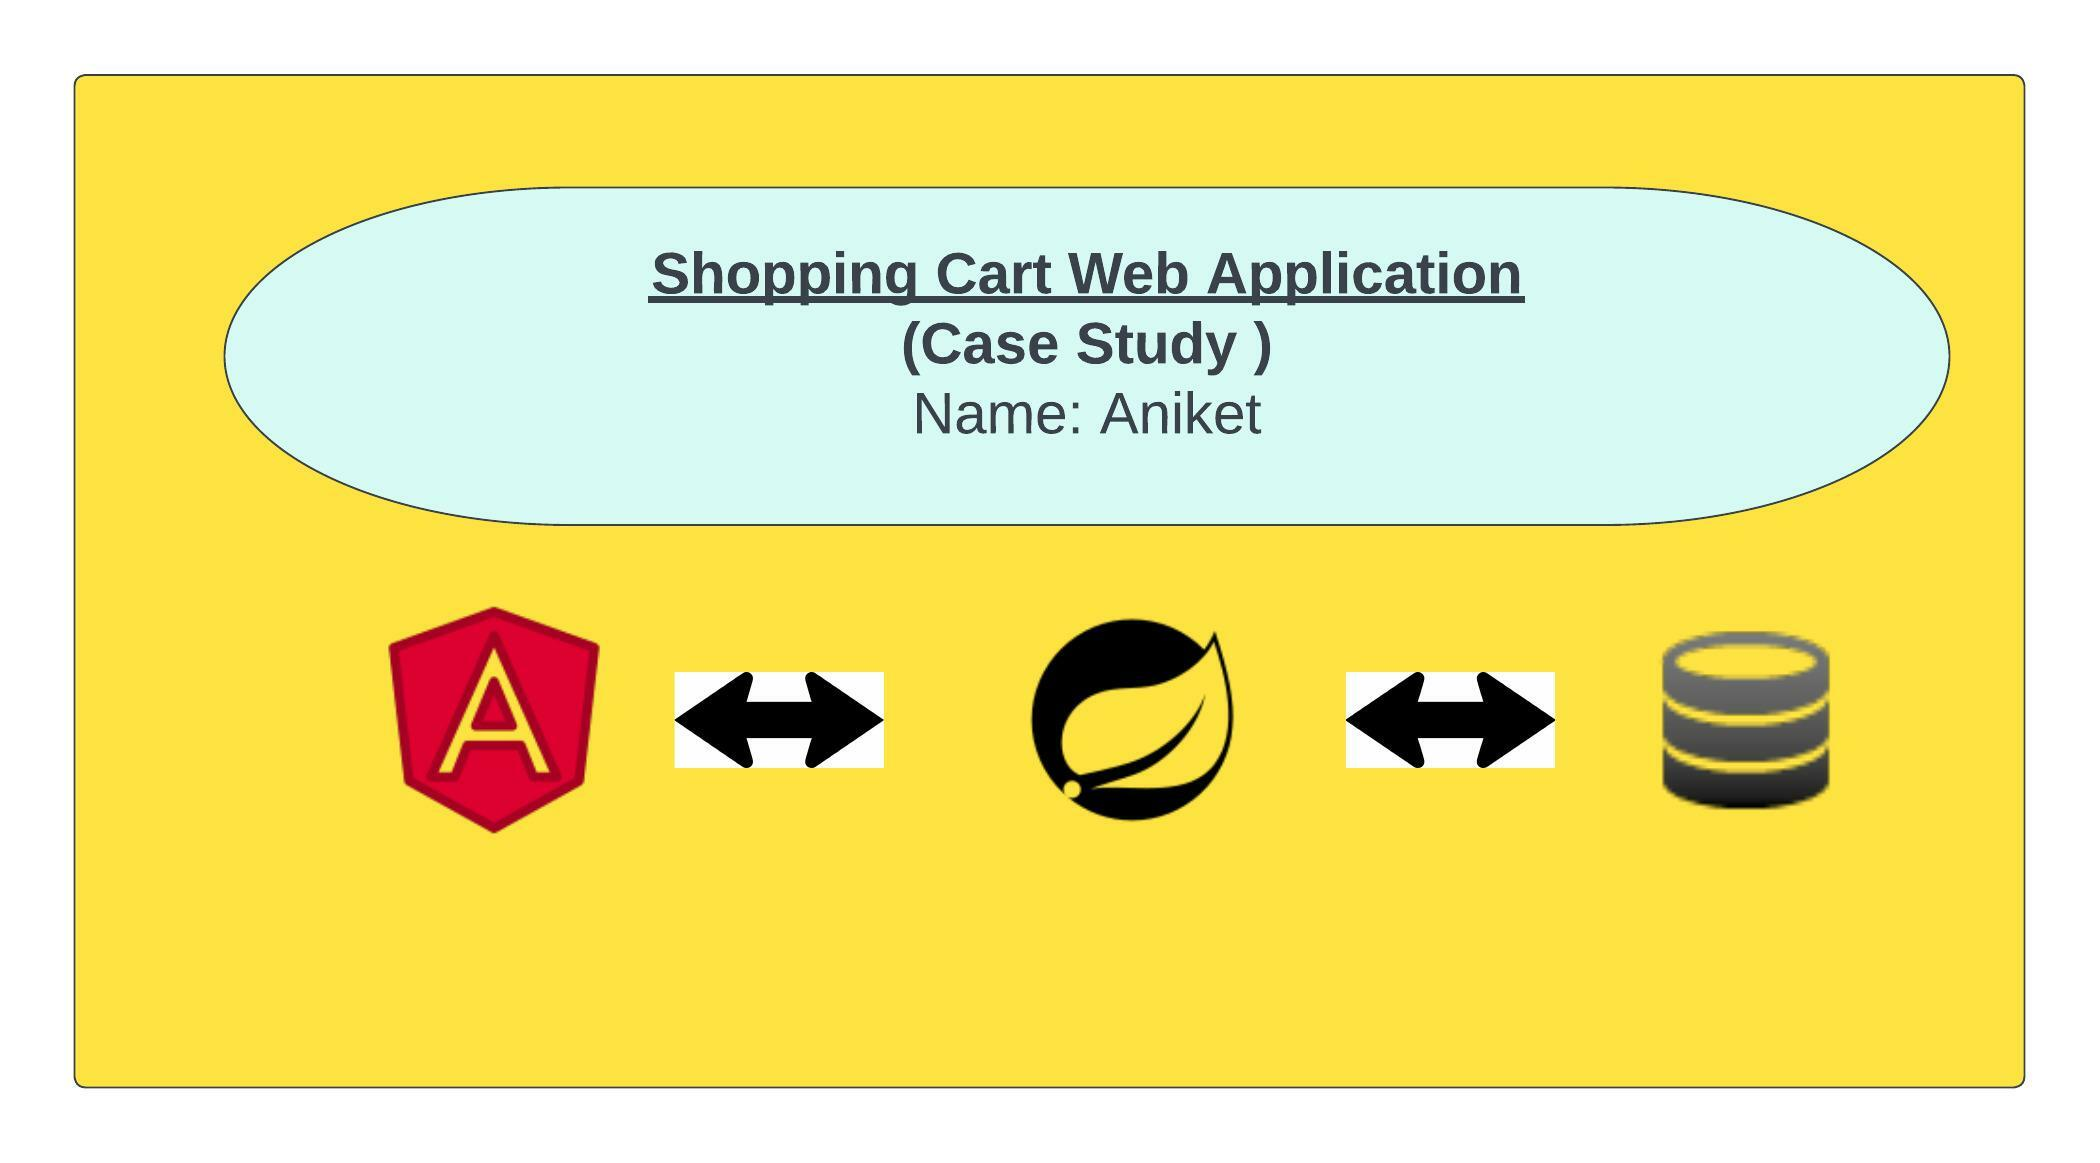 Shopping Cart Web Application
(Case Study )
Name: Aniket